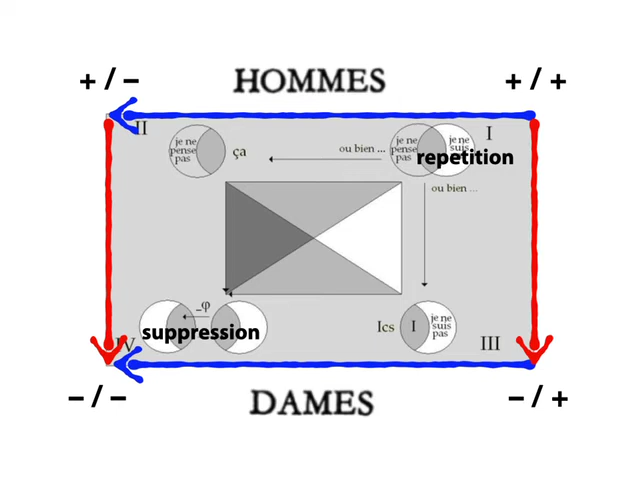 + / −
HOMMES
+ / +
II
je ne
pense
pas
ça
ou bien ...
je ne
pense
pas
je ne
suis
I
repetition
ou bien ...
−φ
suppression
Ics
I
je ne
suis
pas
III
IV
− / −
DAMES
− / +